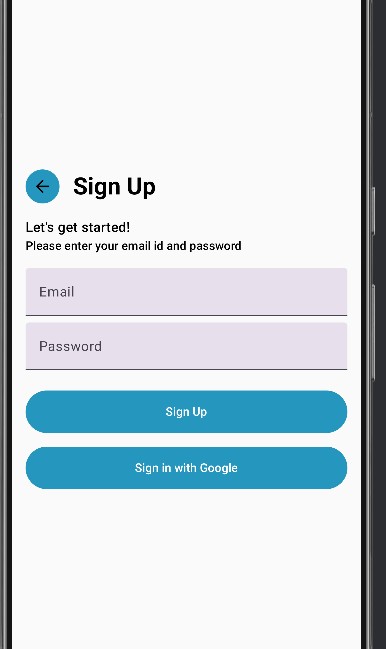 Sign Up
Let's get started!
Please enter your email id and password
Email
Password
Sign Up
Sign in with Google